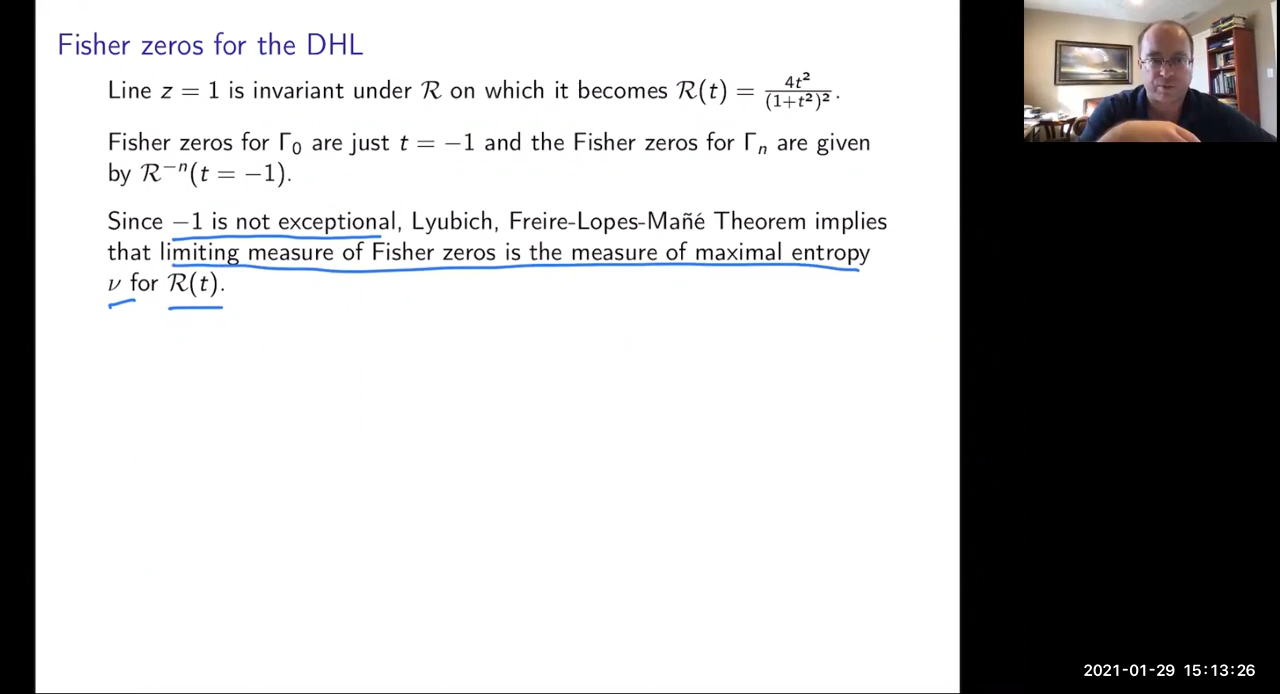 Fisher zeros for the DHL
Line z = 1 is invariant under ℛ on which it becomes ℛ(t) = 4t²/(1+t²)².
Fisher zeros for Γ₀ are just t = −1 and the Fisher zeros for Γₙ are given
by ℛ⁻ⁿ(t = −1).
Since −1 is not exceptional, Lyubich, Freire-Lopes-Mañé Theorem implies
that limiting measure of Fisher zeros is the measure of maximal entropy
ν for ℛ(t).
2021-01-29 15:13:26